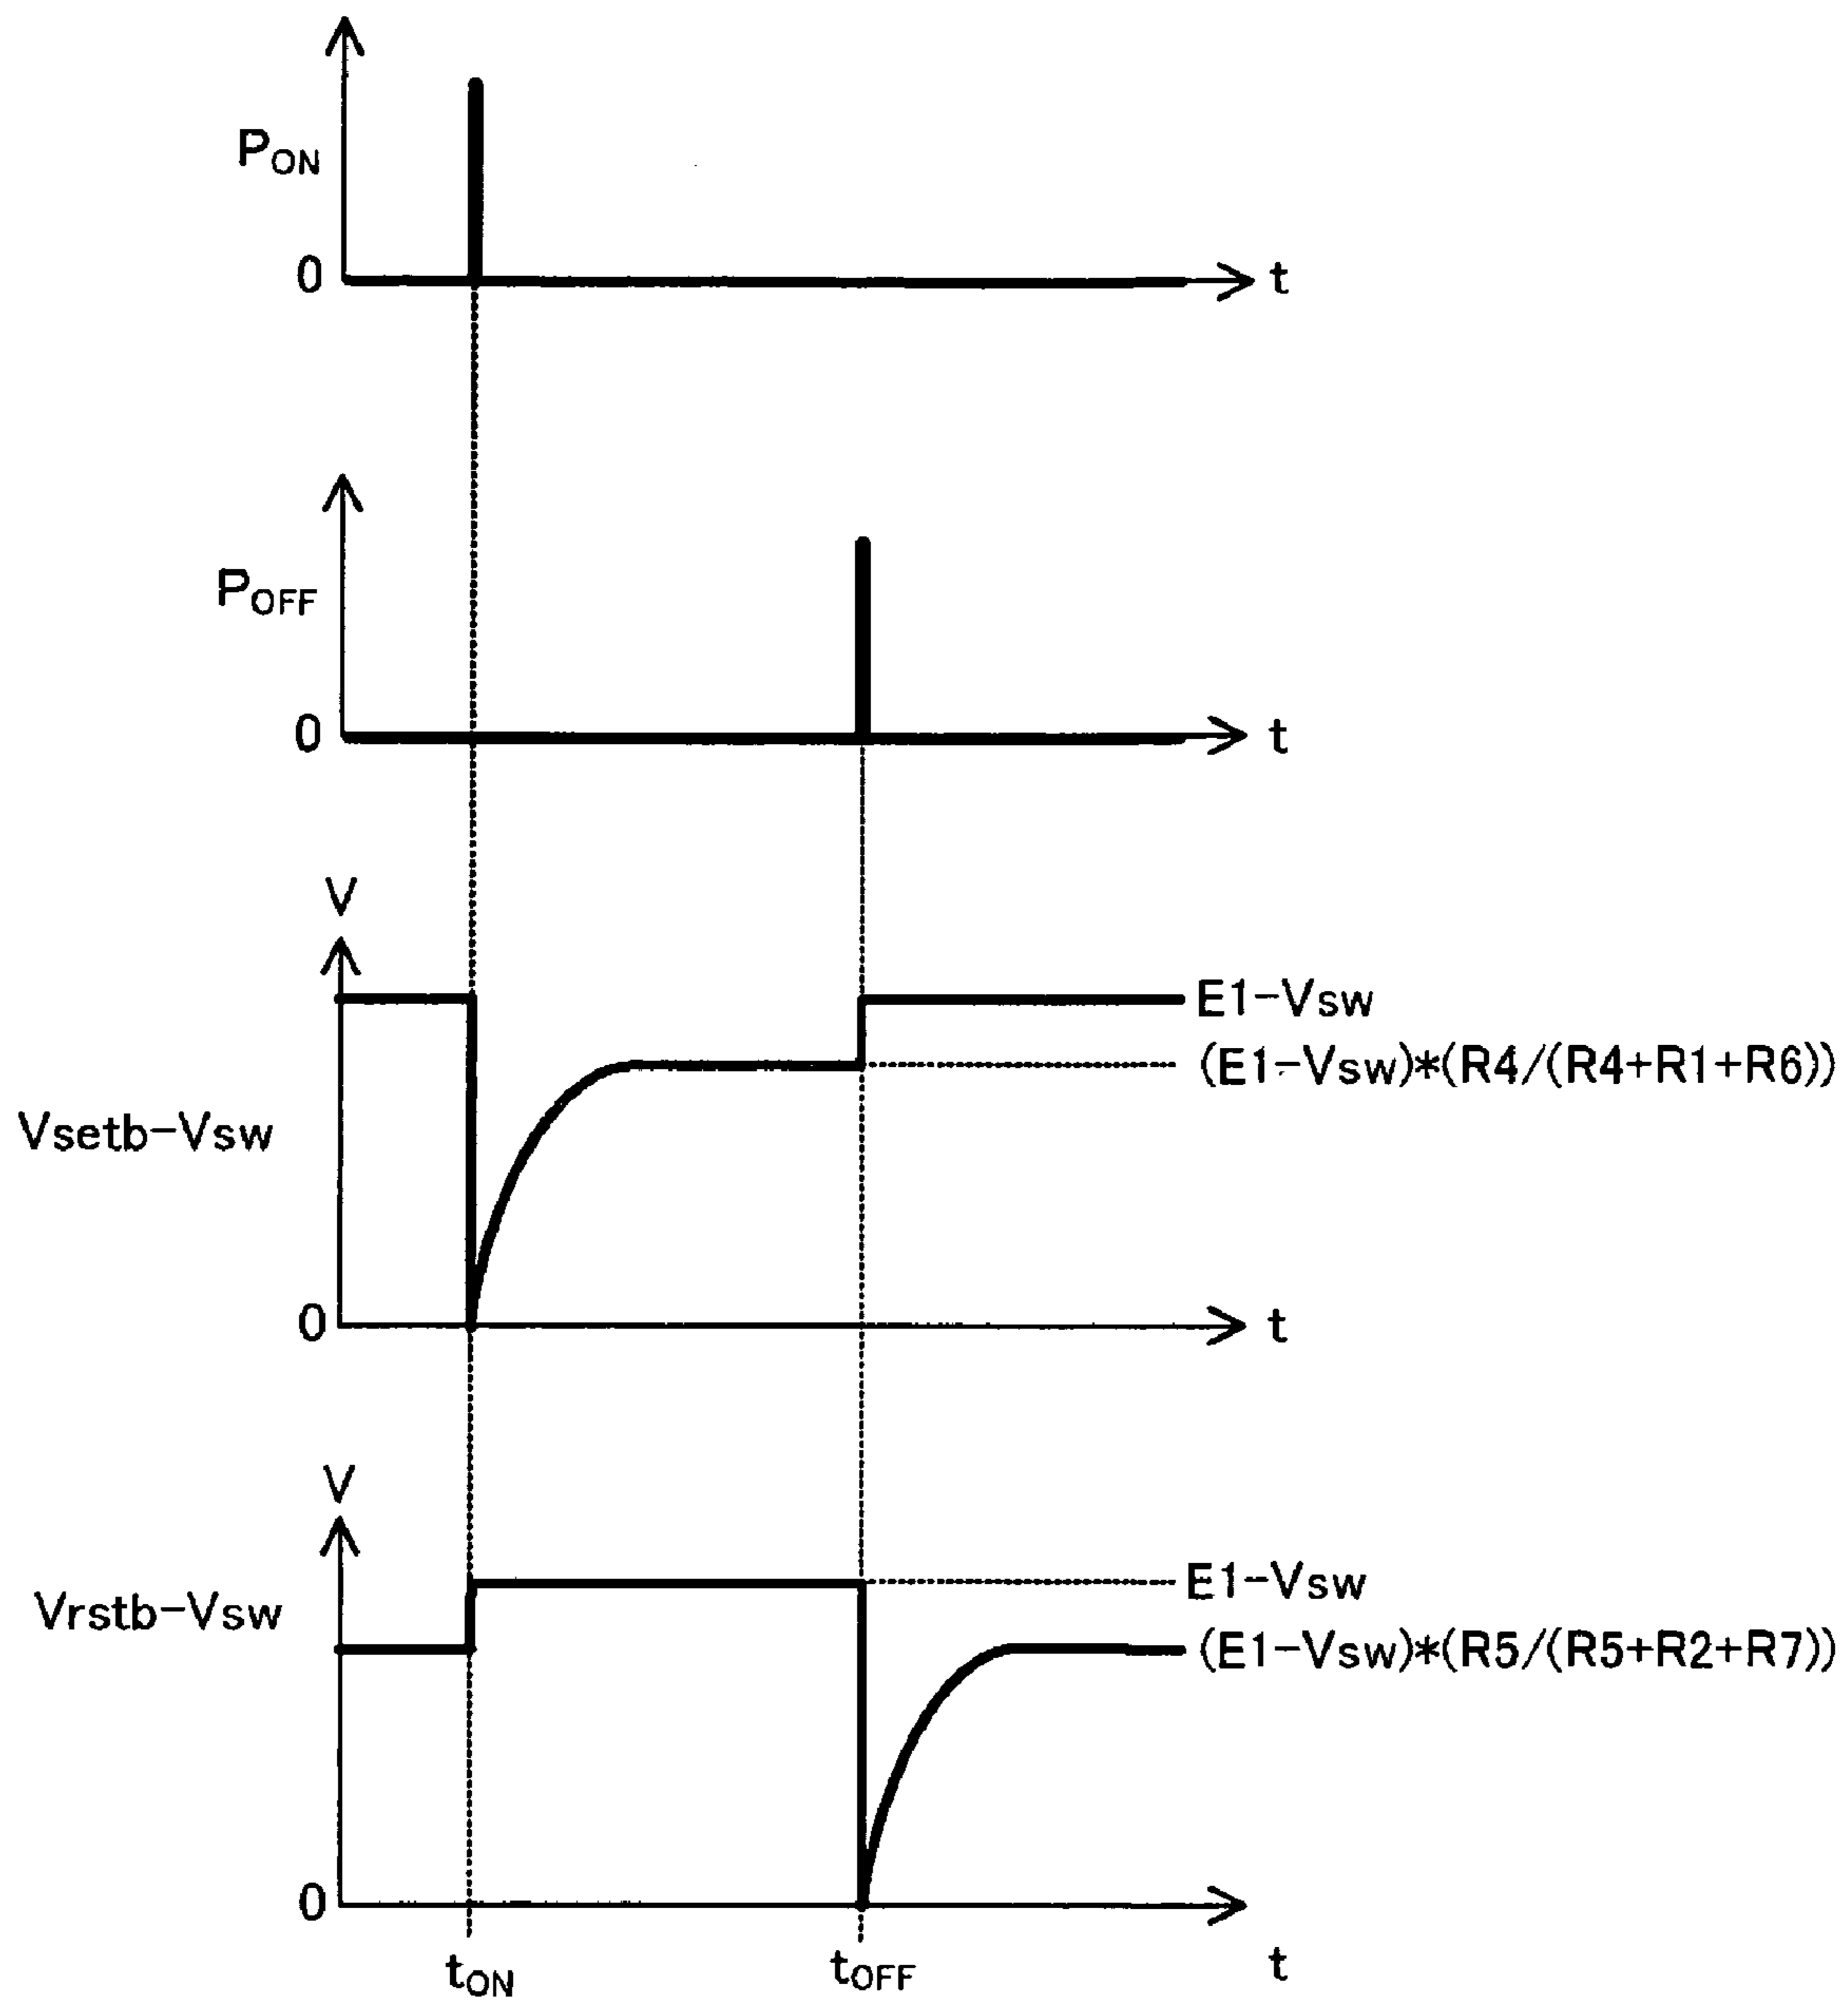 PON
0
t
POFF
0
t
V
E1-Vsw
(E1-Vsw)*(R4/(R4+R1+R6))
Vsetb-Vsw
0
t
V
E1-Vsw
Vrstb-Vsw
(E1-Vsw)*(R5/(R5+R2+R7))
0
tON
tOFF
t